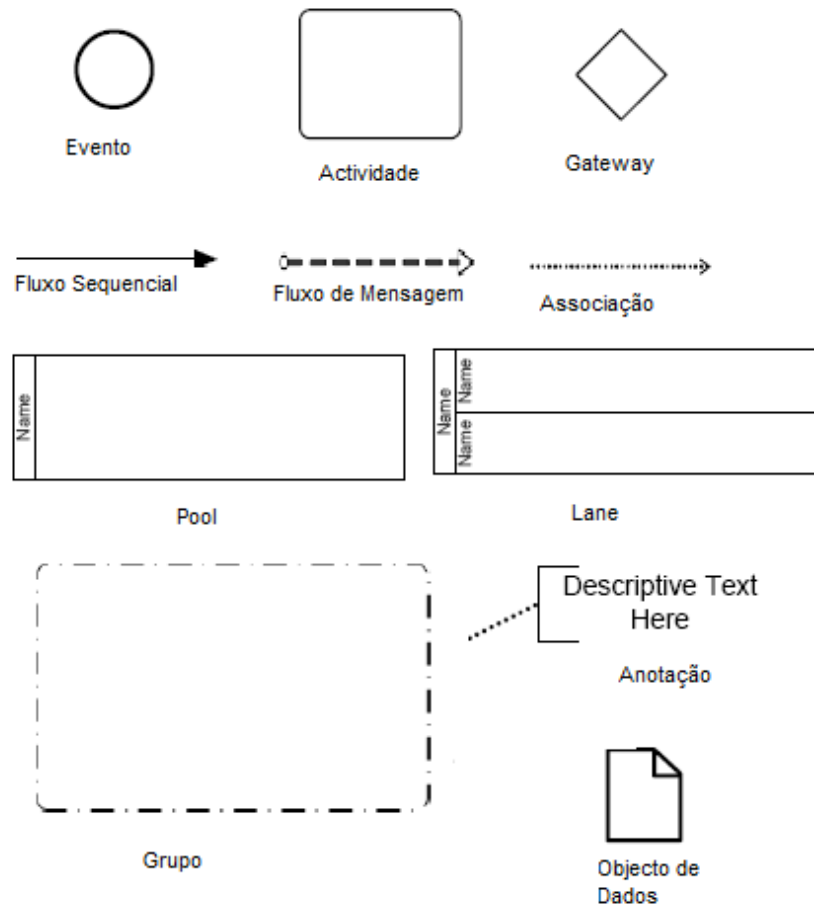 Evento
Actividade
Gateway
Fluxo Sequencial
Fluxo de Mensagem
Associação
Name
Name
Name
Name
Pool
Lane
Descriptive Text
Here
Anotação
Grupo
Objecto de
Dados